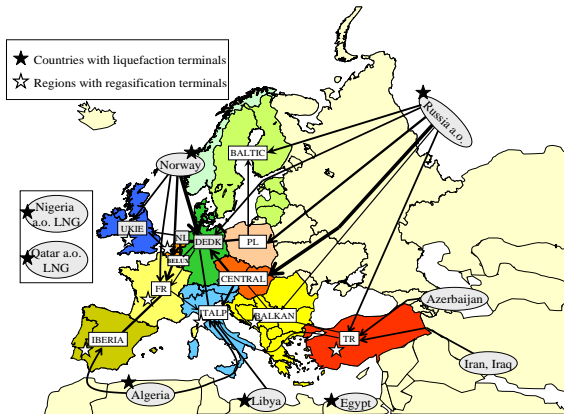 Countries with liquefaction terminals
Regions with regasification terminals
Russia a.o.
Norway
BALTIC
Nigeria
a.o. LNG
Qatar a.o.
LNG
UKIE
NL
DEDK
PL
BELUX
CENTRAL
FR
Azerbaijan
TALP
BALKAN
IBERIA
TR
Iran, Iraq
Algeria
Libya
Egypt